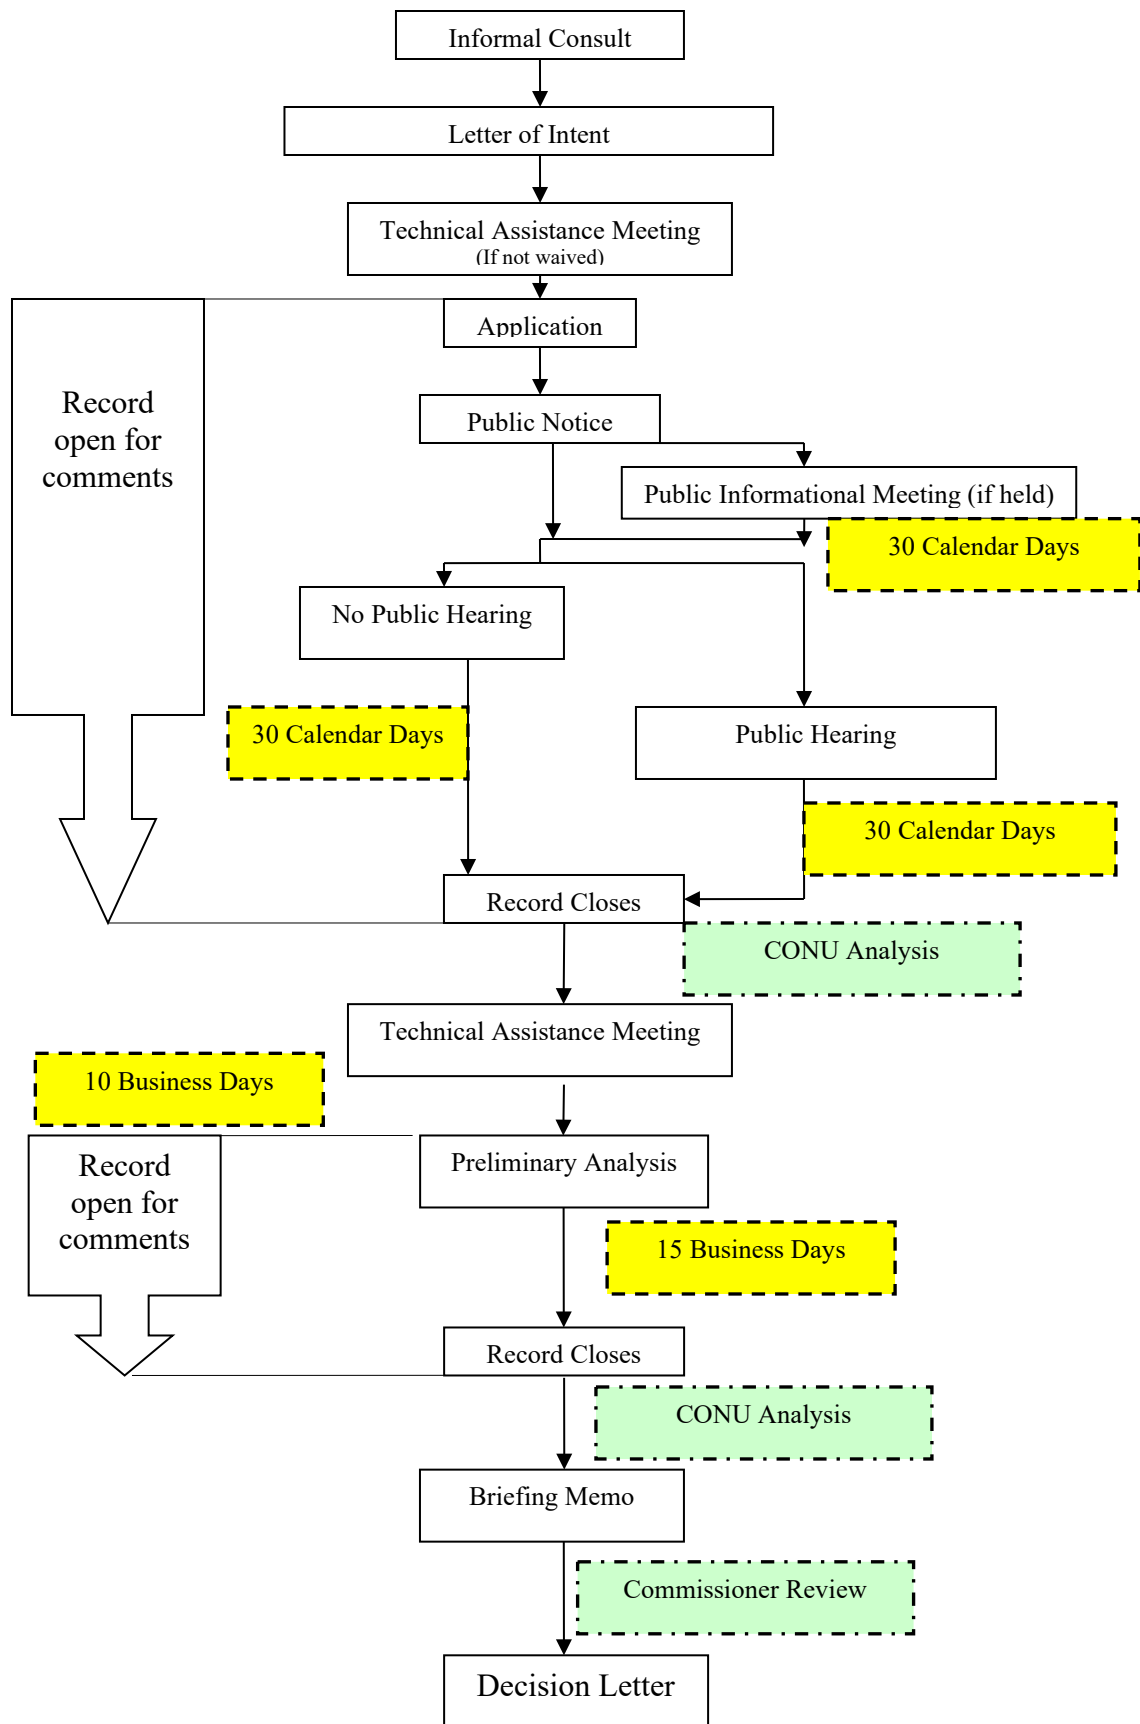 Informal Consult
Letter of Intent
Technical Assistance Meeting
(If not waived)
Application
Record
open for
comments
Public Notice
Public Informational Meeting (if held)
30 Calendar Days
No Public Hearing
30 Calendar Days
Public Hearing
30 Calendar Days
Record Closes
CONU Analysis
Technical Assistance Meeting
10 Business Days
Record
open for
comments
Preliminary Analysis
15 Business Days
Record Closes
CONU Analysis
Briefing Memo
Commissioner Review
Decision Letter